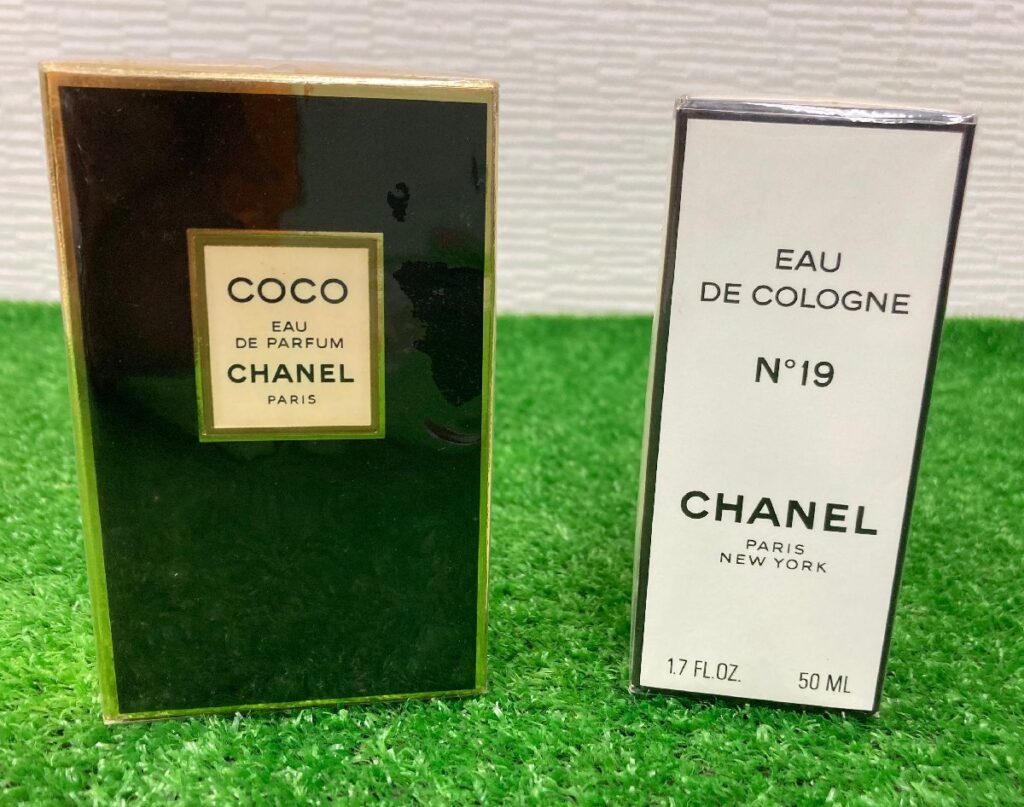 COCO
EAU
DE PARFUM
CHANEL
PARIS
EAU
DE COLOGNE
N°19
CHANEL
PARIS
NEW YORK
1.7 FL.OZ. 50 ML